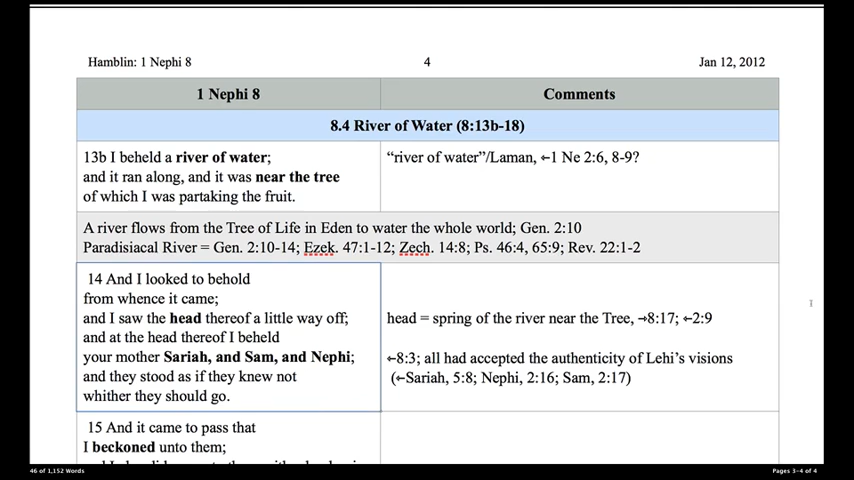 Hamblin: 1 Nephi 8 4 Jan 12, 2012
1 Nephi 8 Comments
8.4 River of Water (8:13b-18)
13b I beheld a river of water;
and it ran along, and it was near the tree
of which I was partaking the fruit.
“river of water”/Laman, ←1 Ne 2:6, 8-9?
A river flows from the Tree of Life in Eden to water the whole world; Gen. 2:10
Paradisiacal River = Gen. 2:10-14; Ezek. 47:1-12; Zech. 14:8; Ps. 46:4, 65:9; Rev. 22:1-2
14 And I looked to behold
from whence it came;
and I saw the head thereof a little way off;
and at the head thereof I beheld
your mother Sariah, and Sam, and Nephi;
and they stood as if they knew not
whither they should go.
head = spring of the river near the Tree, →8:17; ←2:9
←8:3; all had accepted the authenticity of Lehi’s visions
(←Sariah, 5:8; Nephi, 2:16; Sam, 2:17)
15 And it came to pass that
I beckoned unto them;
46 of 1,152 Words Pages 3–4 of 4